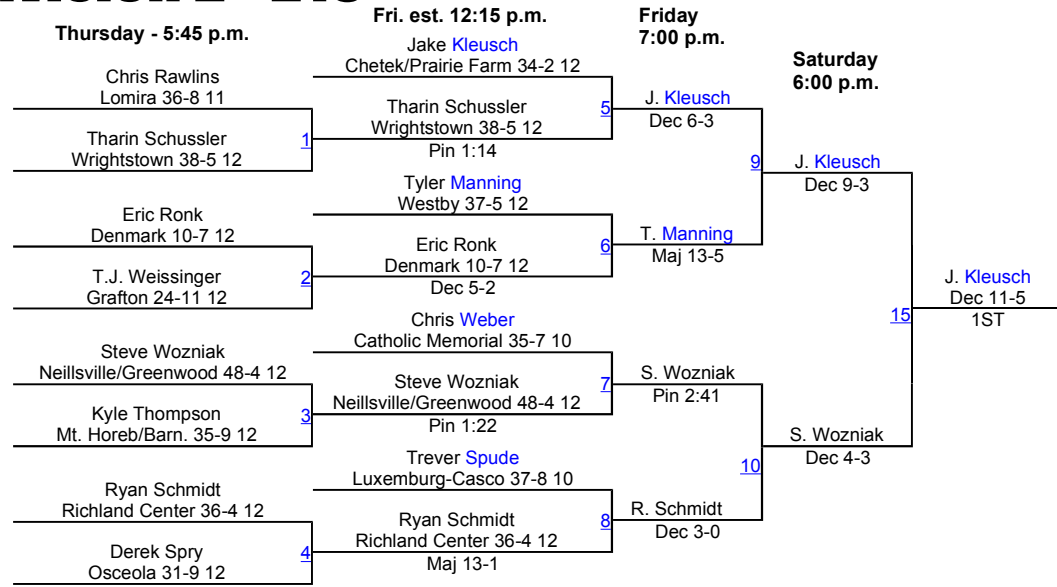 Thursday - 5:45 p.m.
Chris Rawlins
Lomira 36-8 11
1
Tharin Schussler
Wrightstown 38-5 12
Eric Ronk
Denmark 10-7 12
2
T.J. Weissinger
Grafton 24-11 12
Steve Wozniak
Neillsville/Greenwood 48-4 12
3
Kyle Thompson
Mt. Horeb/Barn. 35-9 12
Ryan Schmidt
Richland Center 36-4 12
4
Derek Spry
Osceola 31-9 12
Fri. est. 12:15 p.m.
Jake Kleusch
Chetek/Prairie Farm 34-2 12
5
Tharin Schussler
Wrightstown 38-5 12
Pin 1:14
Tyler Manning
Westby 37-5 12
6
Eric Ronk
Denmark 10-7 12
Dec 5-2
Chris Weber
Catholic Memorial 35-7 10
7
Steve Wozniak
Neillsville/Greenwood 48-4 12
Pin 1:22
Trever Spude
Luxemburg-Casco 37-8 10
8
Ryan Schmidt
Richland Center 36-4 12
Maj 13-1
Friday
7:00 p.m.
J. Kleusch
Dec 6-3
9
T. Manning
Maj 13-5
S. Wozniak
Pin 2:41
10
R. Schmidt
Dec 3-0
Saturday
6:00 p.m.
J. Kleusch
Dec 9-3
15
S. Wozniak
Dec 4-3
J. Kleusch
Dec 11-5
1ST